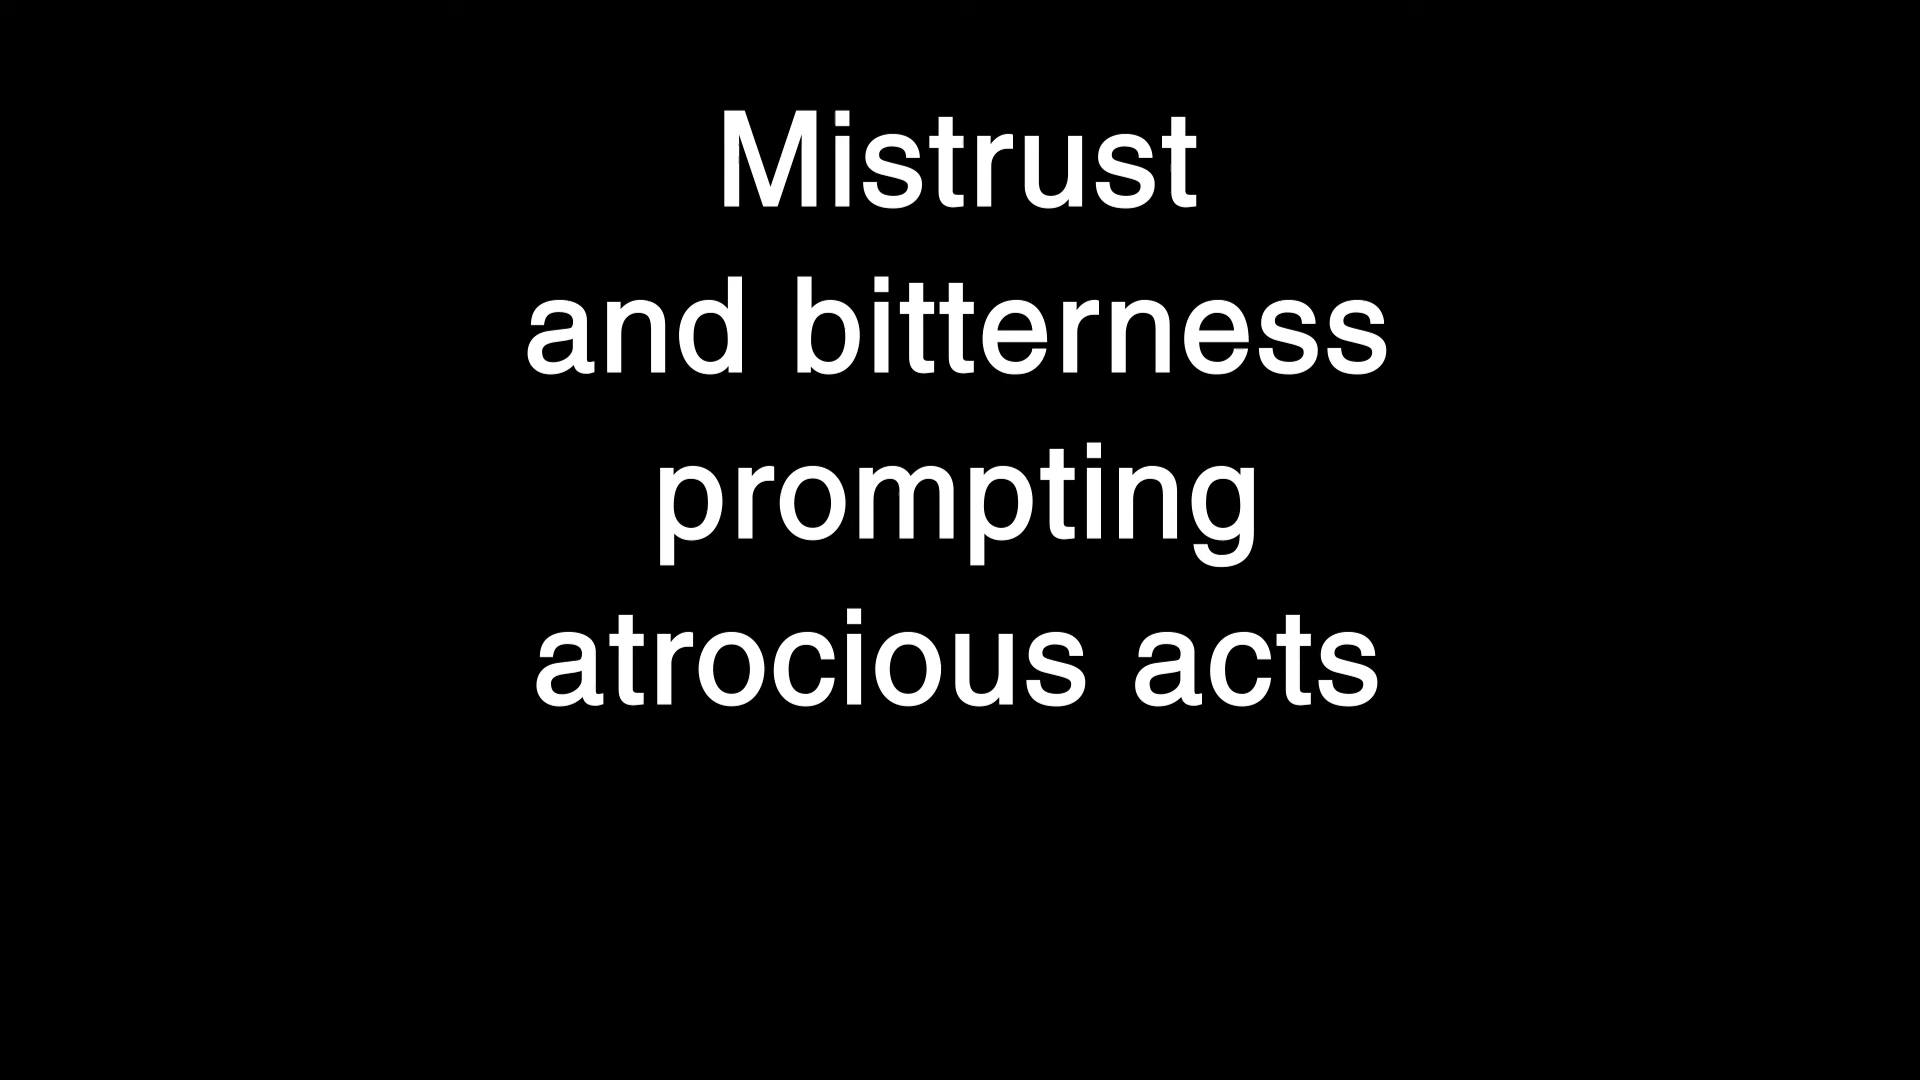 Mistrust
and bitterness
prompting
atrocious acts